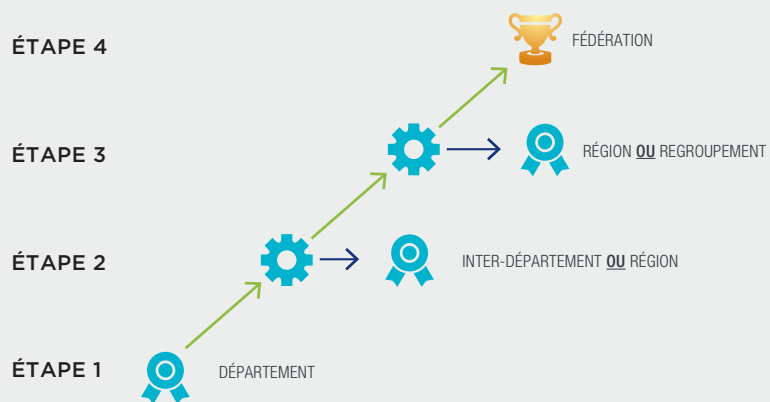 ÉTAPE 4
FÉDÉRATION
ÉTAPE 3
RÉGION OU REGROUPEMENT
ÉTAPE 2
INTER-DÉPARTEMENT OU RÉGION
ÉTAPE 1
DÉPARTEMENT